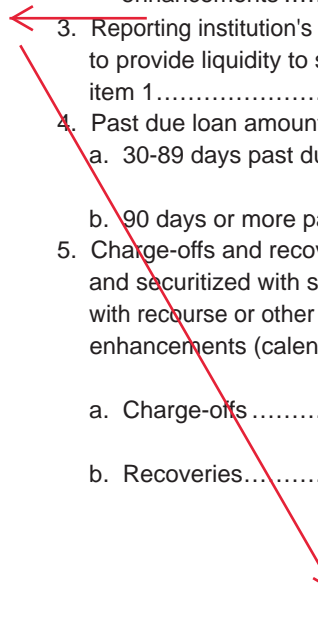 3. Reporting institution's
to provide liquidity to
item 1....................
4. Past due loan amoun
a. 30-89 days past du
b. 90 days or more pa
5. Charge-offs and recov
and securitized with s
with recourse or other
enhancements (calen
a. Charge-offs..........
b. Recoveries..........